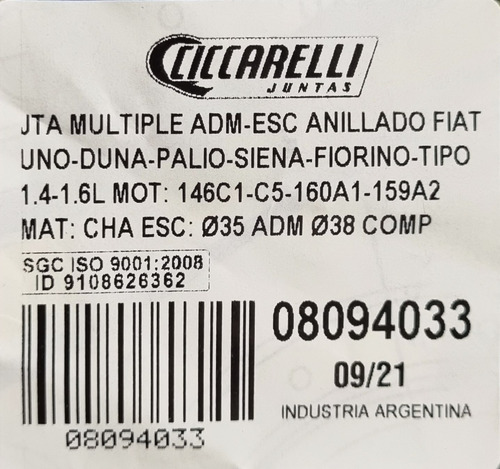 CICCARELLI
JUNTAS
JTA MULTIPLE ADM-ESC ANILLADO FIAT
UNO-DUNA-PALIO-SIENA-FIORINO-TIPO
1.4-1.6L MOT: 146C1-C5-160A1-159A2
MAT: CHA ESC: Ø35 ADM Ø38 COMP
SGC ISO 9001:2008
ID 9108626362
08094033
09/21
INDUSTRIA ARGENTINA
08094033